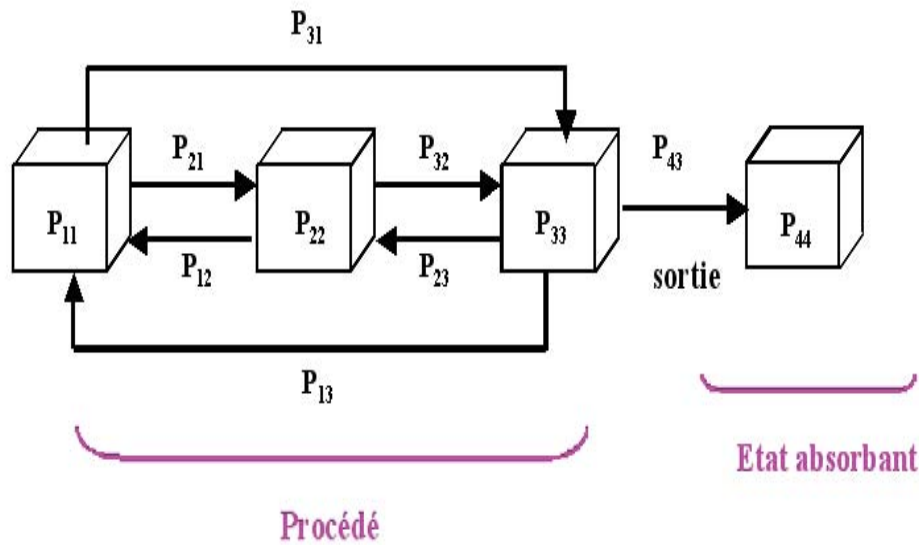 P31
P21
P32
P43
P11
P22
P33
P44
P12
P23
sortie
P13
Etat absorbant
Procédé